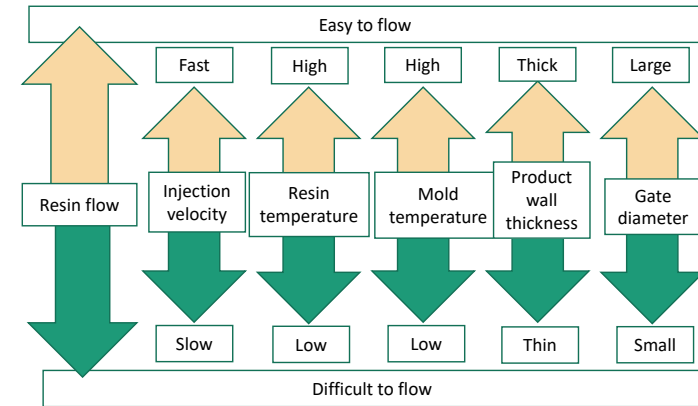 Easy to flow
Fast
High
High
Thick
Large
Resin flow
Injection
velocity
Resin
temperature
Mold
temperature
Product
wall
thickness
Gate
diameter
Slow
Low
Low
Thin
Small
Difficult to flow